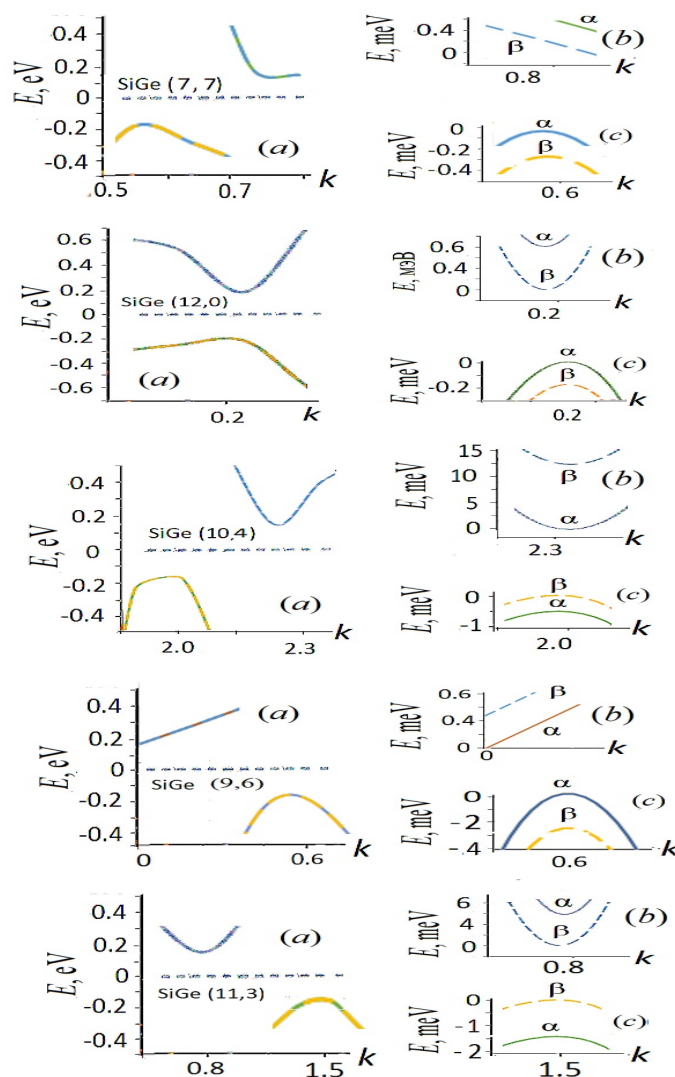 E, eV
0.4
0.2
0
-0.2
-0.4
SiGe (7, 7)
(a)
0.5
0.7
k
E, meV
0.4
0
α
β
(b)
0.8
k
E, meV
0
-0.2
-0.4
α
β
(c)
0.6
k
E, eV
0.6
0.4
0.2
0
-0.2
-0.4
-0.6
SiGe (12,0)
(a)
0.2
k
E, мэВ
0.6
0.4
0
α
β
(b)
0.2
k
E, meV
0
-0.2
α
β
(c)
0.2
k
E, eV
0.4
0.2
0
-0.2
-0.4
SiGe (10,4)
(a)
2.0
2.3
k
E, meV
15
10
5
0
β
α
(b)
2.3
k
E, meV
0
-1
β
α
(c)
2.0
k
E, eV
0.4
0.2
0
-0.2
-0.4
(a)
SiGe (9,6)
0
0.6
k
E, meV
0.6
0.4
0
β
α
(b)
0
k
E, meV
0
-2
-.4
α
β
(c)
0.6
k
E, eV
0.4
0.2
0
-0.2
-0.4
(a)
SiGe (11,3)
0.8
1.5
k
E, meV
6
4
0
α
β
(b)
0.8
k
E, meV
0
-1
-2
β
α
(c)
1.5
k